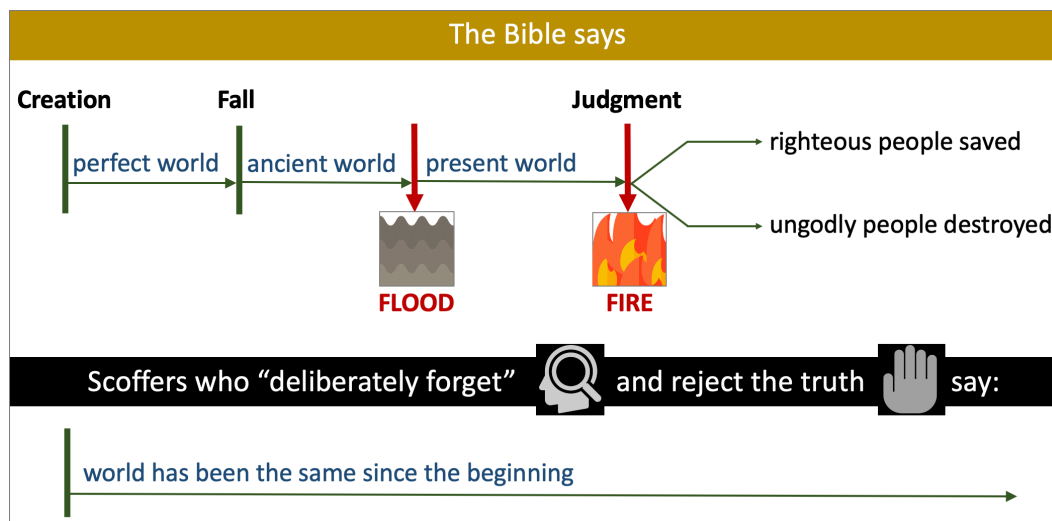 The Bible says
Creation Fall Judgment
righteous people saved
perfect world ancient world present world
ungodly people destroyed
FLOOD FIRE
Scoffers who “deliberately forget” and reject the truth say:
world has been the same since the beginning